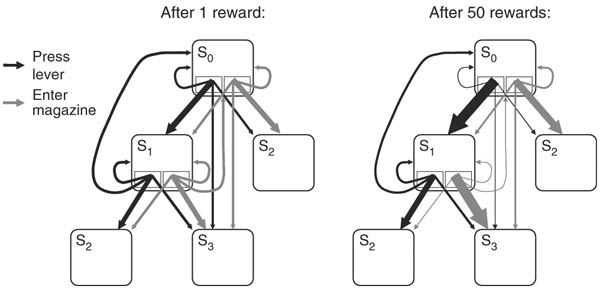 After 1 reward:
After 50 rewards:
Press
lever
Enter
magazine
S0
S1
S2
S2
S3
S0
S1
S2
S2
S3